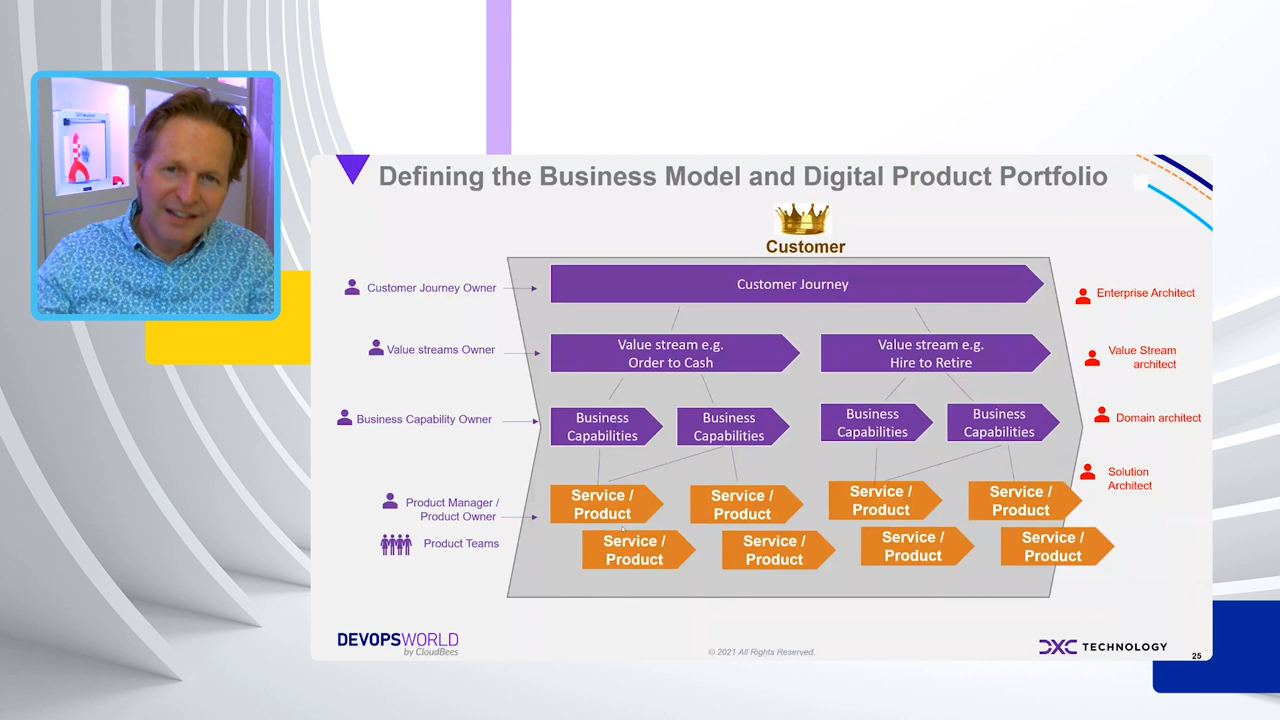 Defining the Business Model and Digital Product Portfolio
Customer
Customer Journey Owner
Customer Journey
Enterprise Architect
Value streams Owner
Value stream e.g.
Order to Cash
Value stream e.g.
Hire to Retire
Value Stream
architect
Business Capability Owner
Business
Capabilities
Business
Capabilities
Business
Capabilities
Business
Capabilities
Domain architect
Solution
Architect
Product Manager /
Product Owner
Service /
Product
Service /
Product
Service /
Product
Service /
Product
Product Teams
Service /
Product
Service /
Product
Service /
Product
Service /
Product
DEVOPSWORLD
by CloudBees
© 2021 All Rights Reserved.
DXC TECHNOLOGY
25